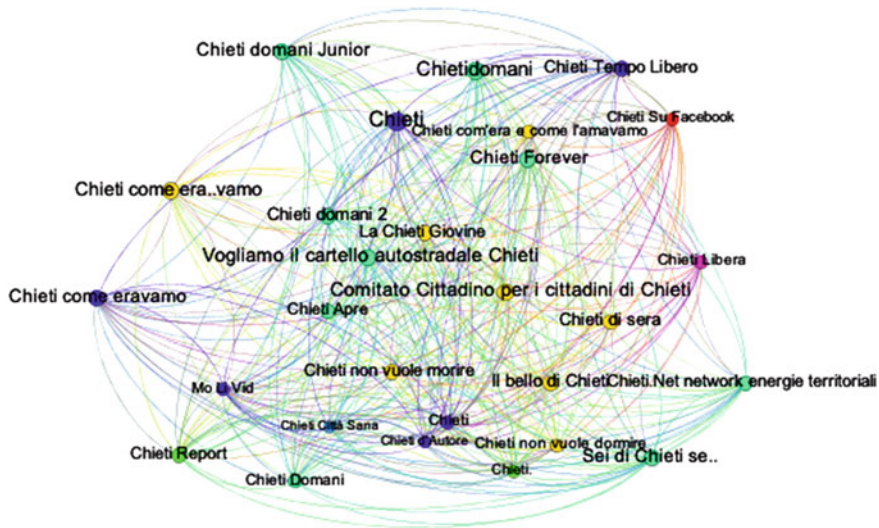 Chieti domani Junior
Chietidomani
Chieti Tempo Libero
Chieti
Chieti Su Facebook
Chieti com'era e come l'amavamo
Chieti Forever
Chieti come era..vamo
Chieti domani 2
La Chieti Giovine
Vogliamo il cartello autostradale Chieti
Chieti Libera
Comitato Cittadino per i cittadini di Chieti
Chieti come eravamo
Chieti Apre
Chieti di sera
Chieti non vuole morire
Mo Li Vid
Il bello di Chieti
Chieti.Net network energie territoriali
Chieti
Chieti Città Sana
Chieti d'Autore
Chieti non vuole dormire
Chieti Report
Sei di Chieti se..
Chieti.
Chieti Domani